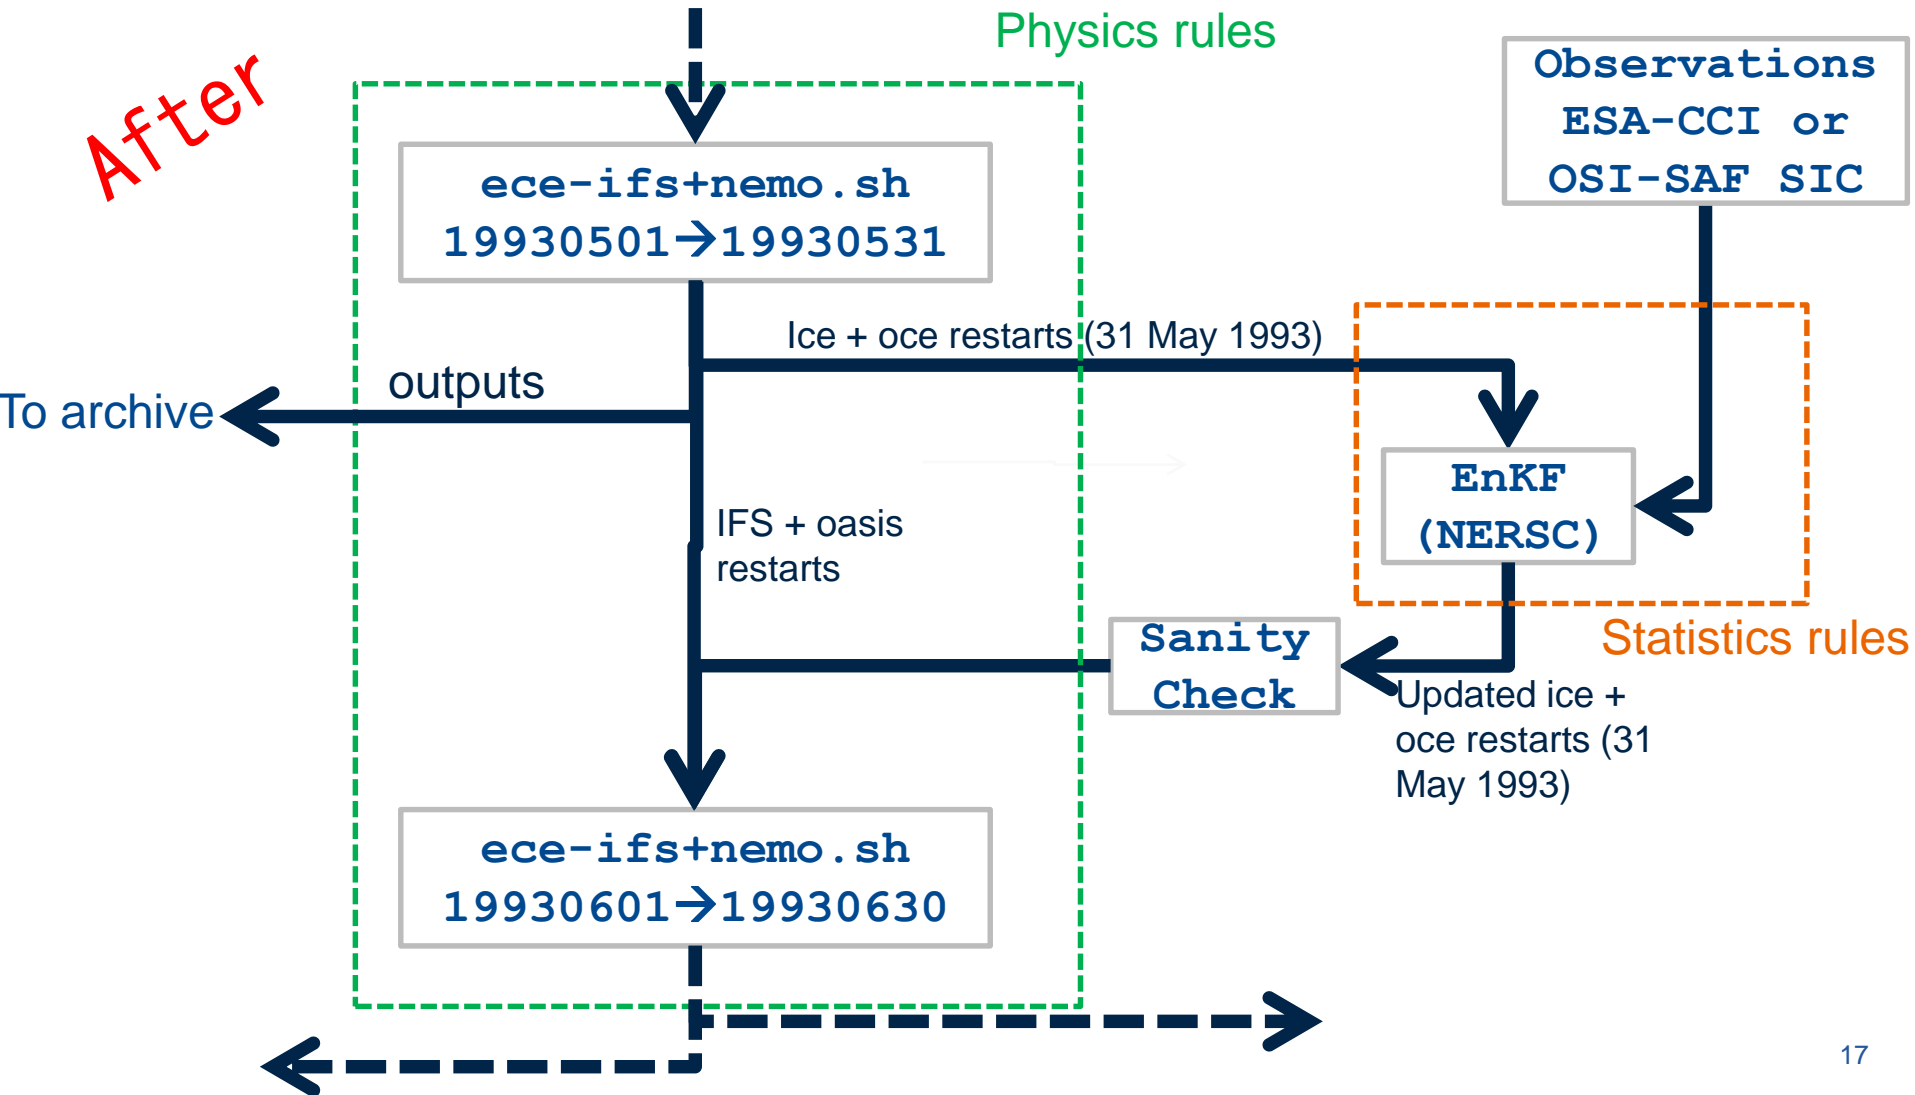 After
Physics rules
Observations
ESA-CCI or
OSI-SAF SIC
ece-ifs+nemo.sh
19930501→19930531
Ice + oce restarts (31 May 1993)
outputs
To archive
EnKF
(NERSC)
IFS + oasis
restarts
Statistics rules
Sanity
Check
Updated ice +
oce restarts (31
May 1993)
ece-ifs+nemo.sh
19930601→19930630
17